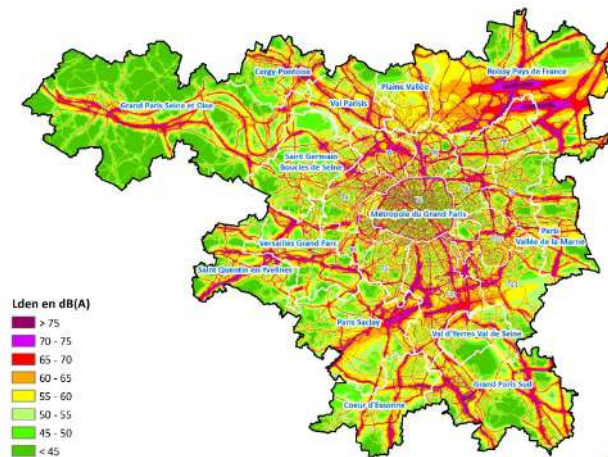 Cergy-Pontoise
Roissy Pays de France
Grand Paris Seine et Oise
Plaine Vallée
Val Parisis
Saint Germain
Boucles de Seine
Métropole du Grand Paris
Paris
Vallée de la Marne
Versailles Grand Parc
Saint Quentin en Yvelines
Paris Saclay
Val d'Yerres Val de Seine
Grand Paris Sud
Coeur d'Essonne
Lden en dB(A)
> 75
70 - 75
65 - 70
60 - 65
55 - 60
50 - 55
45 - 50
< 45